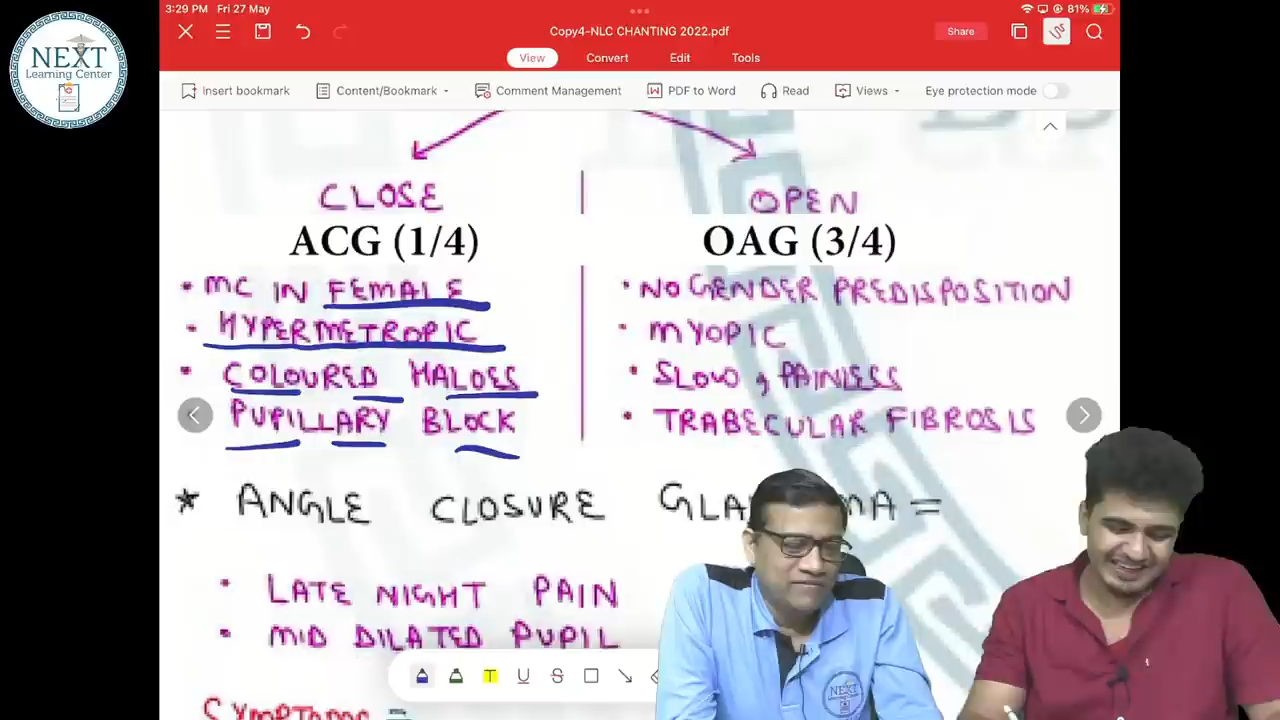 3:29 PM Fri 27 May
81%
NEXT
Learning Center
Copy4-NLC CHANTING 2022.pdf
Share
View Convert Edit Tools
Insert bookmark Content/Bookmark Comment Management PDF to Word Read Views Eye protection mode
CLOSE
ACG (1/4)
• MC IN FEMALE
• HYPERMETROPIC
• COLOURED HALOES
PUPILLARY BLOCK
OPEN
OAG (3/4)
• NO GENDER PREDISPOSITION
• MYOPIC
• SLOW & PAINLESS
• TRABECULAR FIBROSIS
* ANGLE CLOSURE =
• LATE NIGHT PAIN
• MID DILATED PUPIL
T U S
NEXT